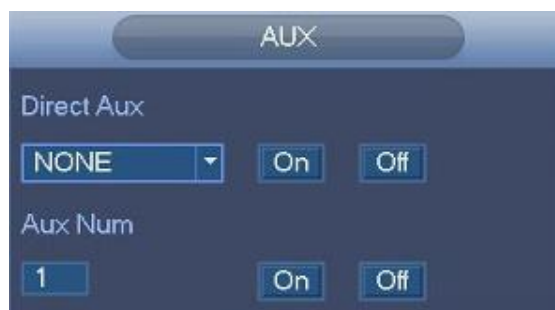 AUX
Direct Aux
NONE On Off
Aux Num
1 On Off